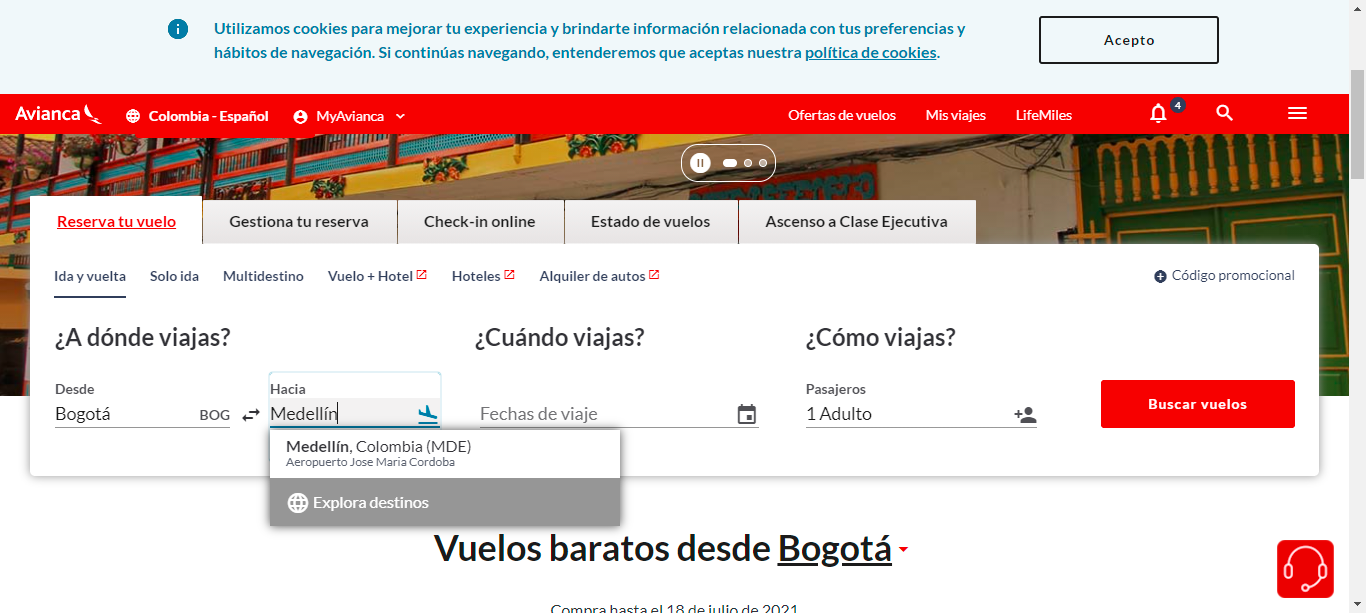 Utilizamos cookies para mejorar tu experiencia y brindarte información relacionada con tus preferencias y
hábitos de navegación. Si continúas navegando, entenderemos que aceptas nuestra política de cookies.
Acepto
Avianca
Colombia - Español
MyAvianca
Ofertas de vuelos
Mis viajes
LifeMiles
4
Reserva tu vuelo
Gestiona tu reserva
Check-in online
Estado de vuelos
Ascenso a Clase Ejecutiva
Ida y vuelta
Solo ida
Multidestino
Vuelo + Hotel
Hoteles
Alquiler de autos
Código promocional
¿A dónde viajas?
¿Cuándo viajas?
¿Cómo viajas?
Desde
Hacia
Pasajeros
Bogotá
BOG
Medellín
Fechas de viaje
1 Adulto
Buscar vuelos
Medellín, Colombia (MDE)
Aeropuerto Jose Maria Cordoba
Explora destinos
Vuelos baratos desde Bogotá
Compra hasta el 18 de julio de 2021